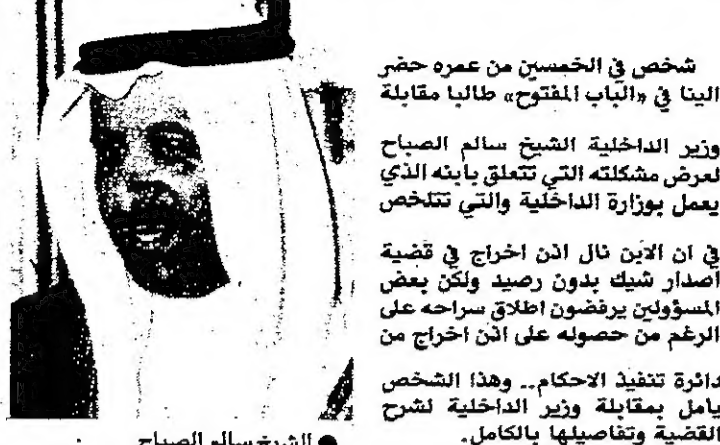 شخص في الخمسين من عمره حضر
الينا في «الباب المفتوح» طالبا مقابلة
وزير الداخلية الشيخ سالم الصباح
لعرض مشكلته التي تتعلق بابنه الذي
يعمل بوزارة الداخلية والتي تتلخص
في ان الابن نال اذن اخراج في قضية
أصدار شيك بدون رصيد ولكن بعض
المسؤولين يرفضون اطلاق سراحه على
الرغم من حصوله على اذن اخراج من
دائرة تنفيذ الاحكام.. وهذا الشخص
يامل بمقابلة وزير الداخلية لشرح
القضية وتفاصيلها بالكامل.
● الشيخ سالم الصباح